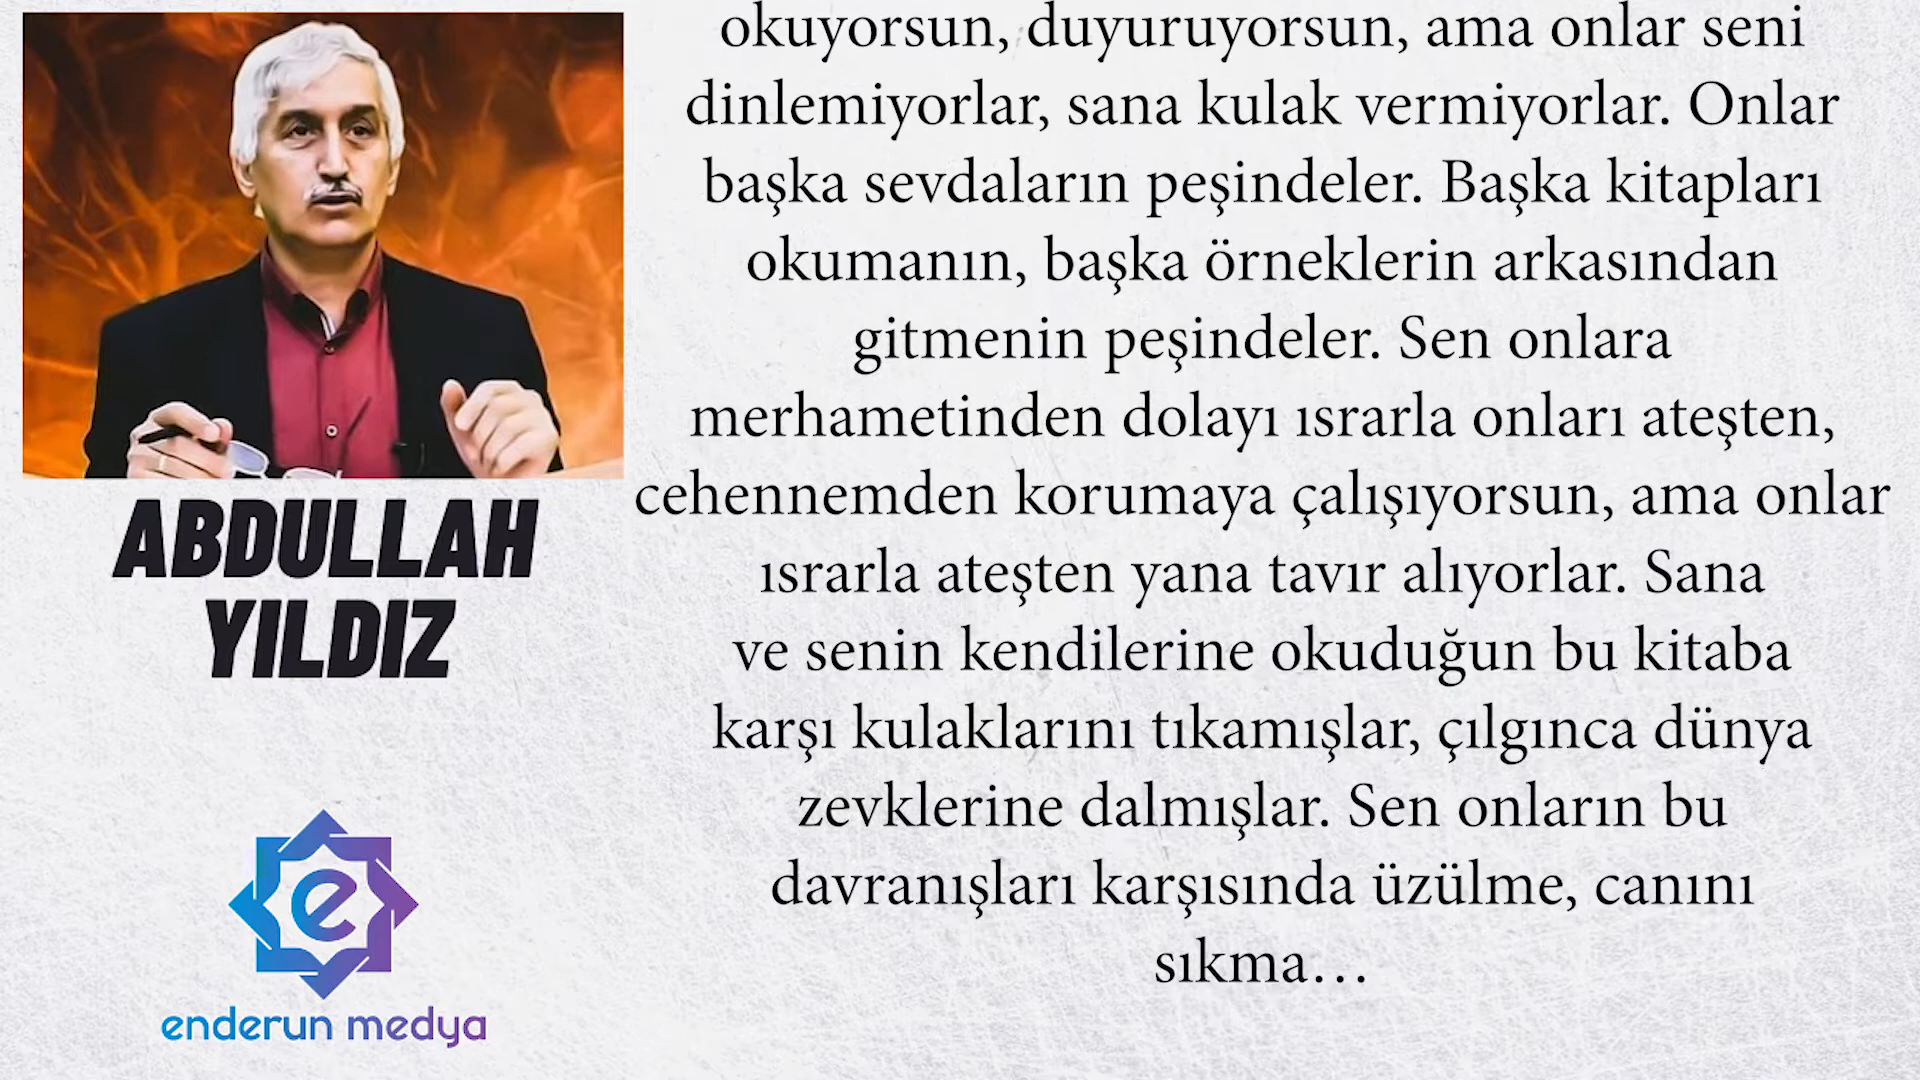 okuyorsun, duyuruyorsun, ama onlar seni
dinlemiyorlar, sana kulak vermiyorlar. Onlar
başka sevdaların peşindeler. Başka kitapları
okumanın, başka örneklerin arkasından
gitmenin peşindeler. Sen onlara
merhametinden dolayı ısrarla onları ateşten,
cehennemden korumaya çalışıyorsun, ama onlar
ısrarla ateşten yana tavır alıyorlar. Sana
ve senin kendilerine okuduğun bu kitaba
karşı kulaklarını tıkamışlar, çılgınca dünya
zevklerine dalmışlar. Sen onların bu
davranışları karşısında üzülme, canını
sıkma…
ABDULLAH
YILDIZ
e
enderun medya